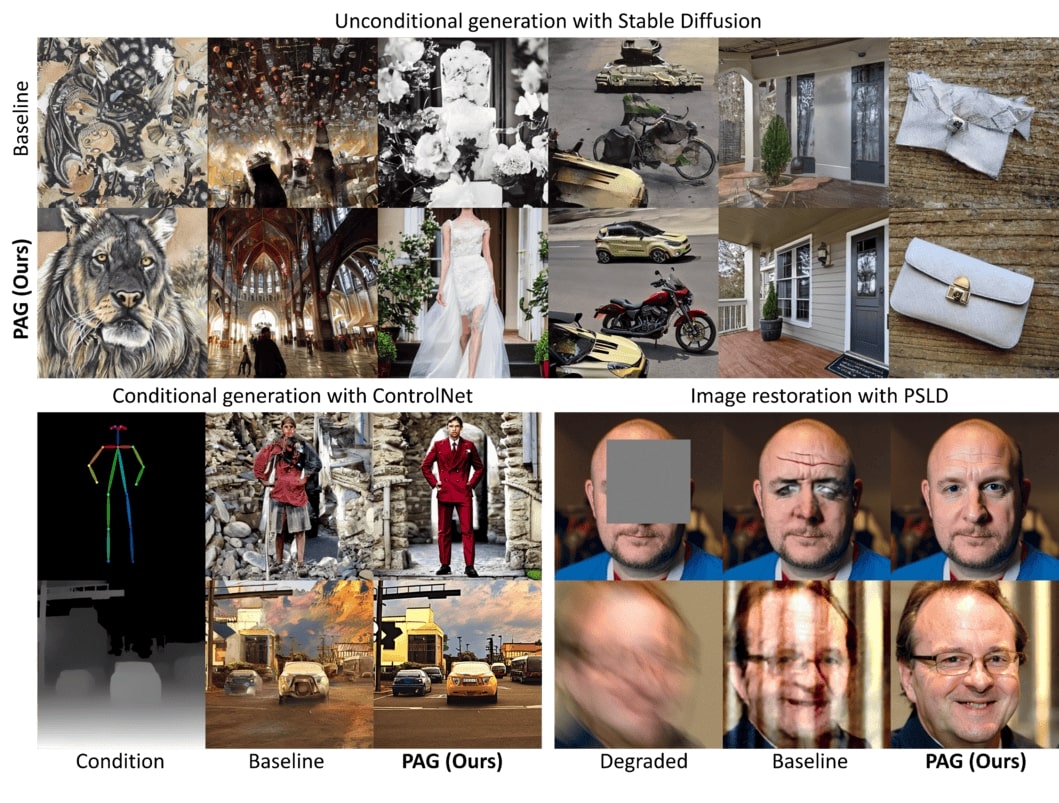 Unconditional generation with Stable Diffusion
Baseline
PAG (Ours)
Conditional generation with ControlNet
Image restoration with PSLD
Condition
Baseline
PAG (Ours)
Degraded
Baseline
PAG (Ours)